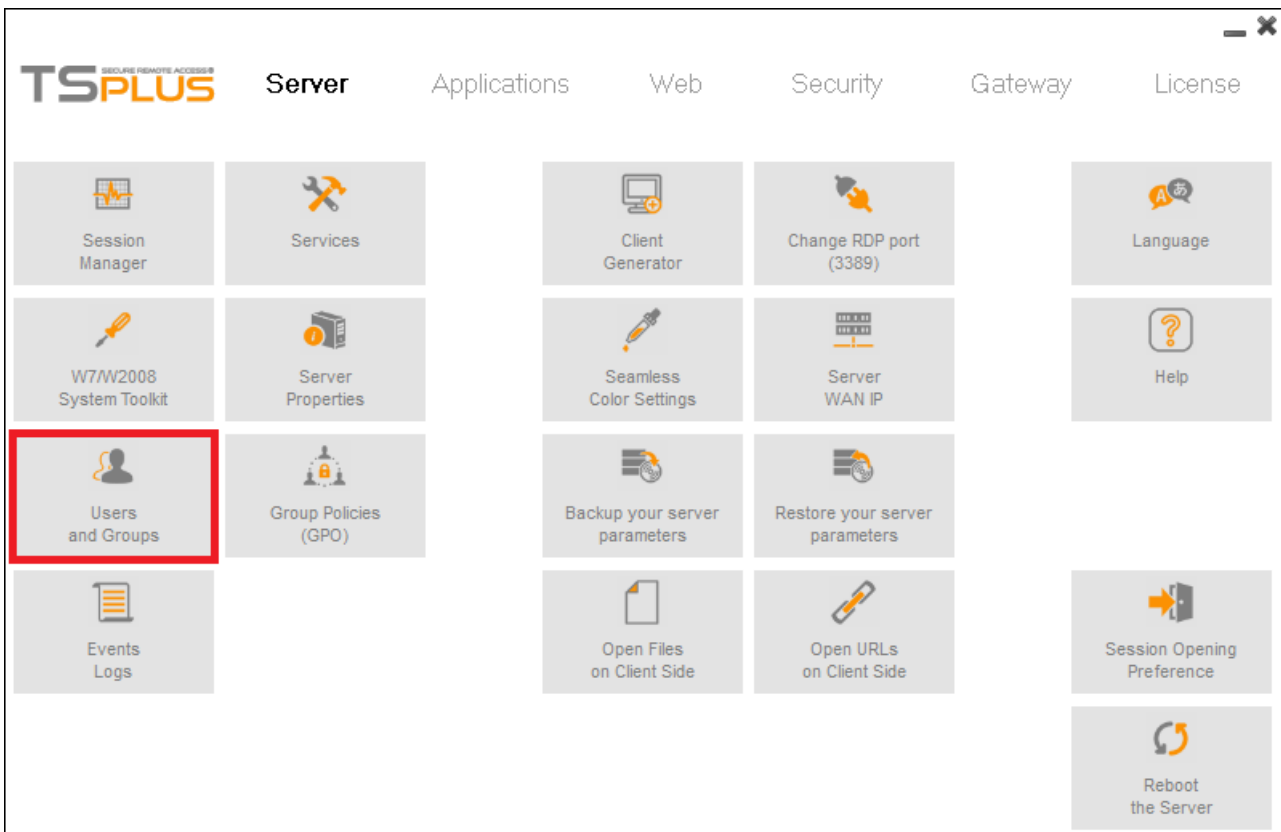 SECURE REMOTE ACCESS®
TSPLUS
Server
Applications
Web
Security
Gateway
License
Session
Manager
Services
Client
Generator
Change RDP port
(3389)
Language
W7/W2008
System Toolkit
Server
Properties
Seamless
Color Settings
Server
WAN IP
Help
Users
and Groups
Group Policies
(GPO)
Backup your server
parameters
Restore your server
parameters
Events
Logs
Open Files
on Client Side
Open URLs
on Client Side
Session Opening
Preference
Reboot
the Server